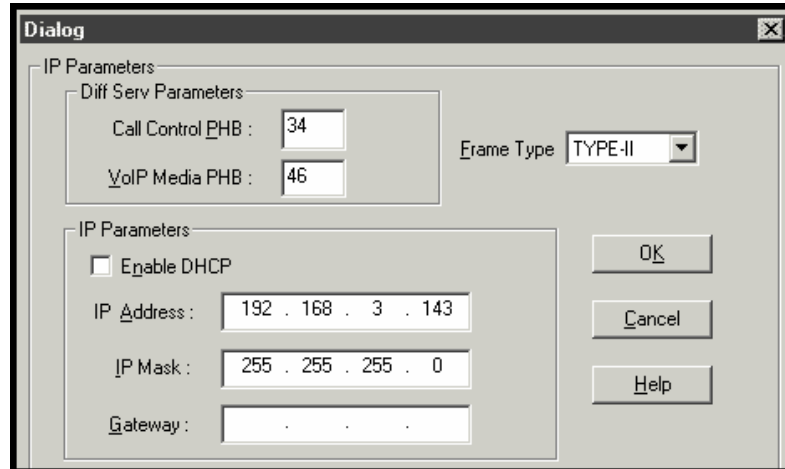 Dialog
IP Parameters
Diff Serv Parameters
Call Control PHB : 34
VoIP Media PHB : 46
Frame Type TYPE-II
IP Parameters
Enable DHCP
IP Address : 192 . 168 . 3 . 143
IP Mask : 255 . 255 . 255 . 0
Gateway : . . .
OK
Cancel
Help